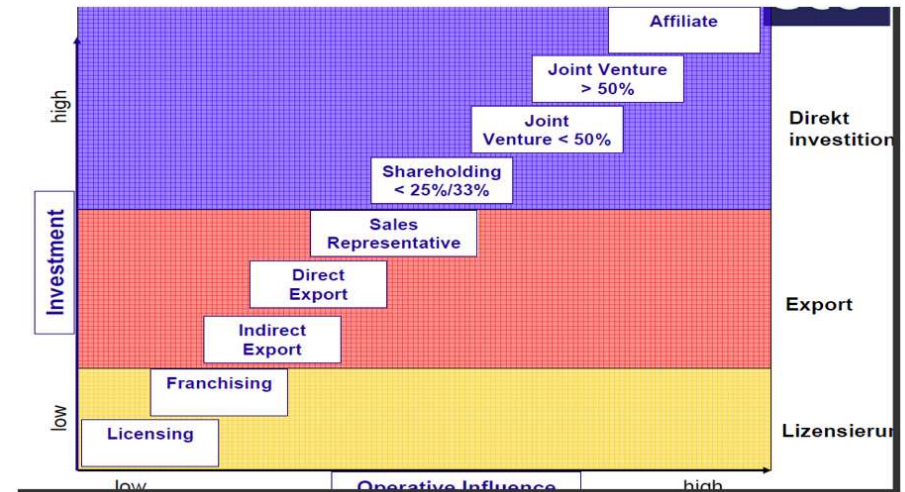 Affiliate
Joint Venture
> 50%
Joint
Venture < 50%
Direkt
investition
high
Shareholding
< 25%/33%
Sales
Representative
Investment
Direct
Export
Export
Indirect
Export
Franchising
low
Licensing
low
Operative Influence
high